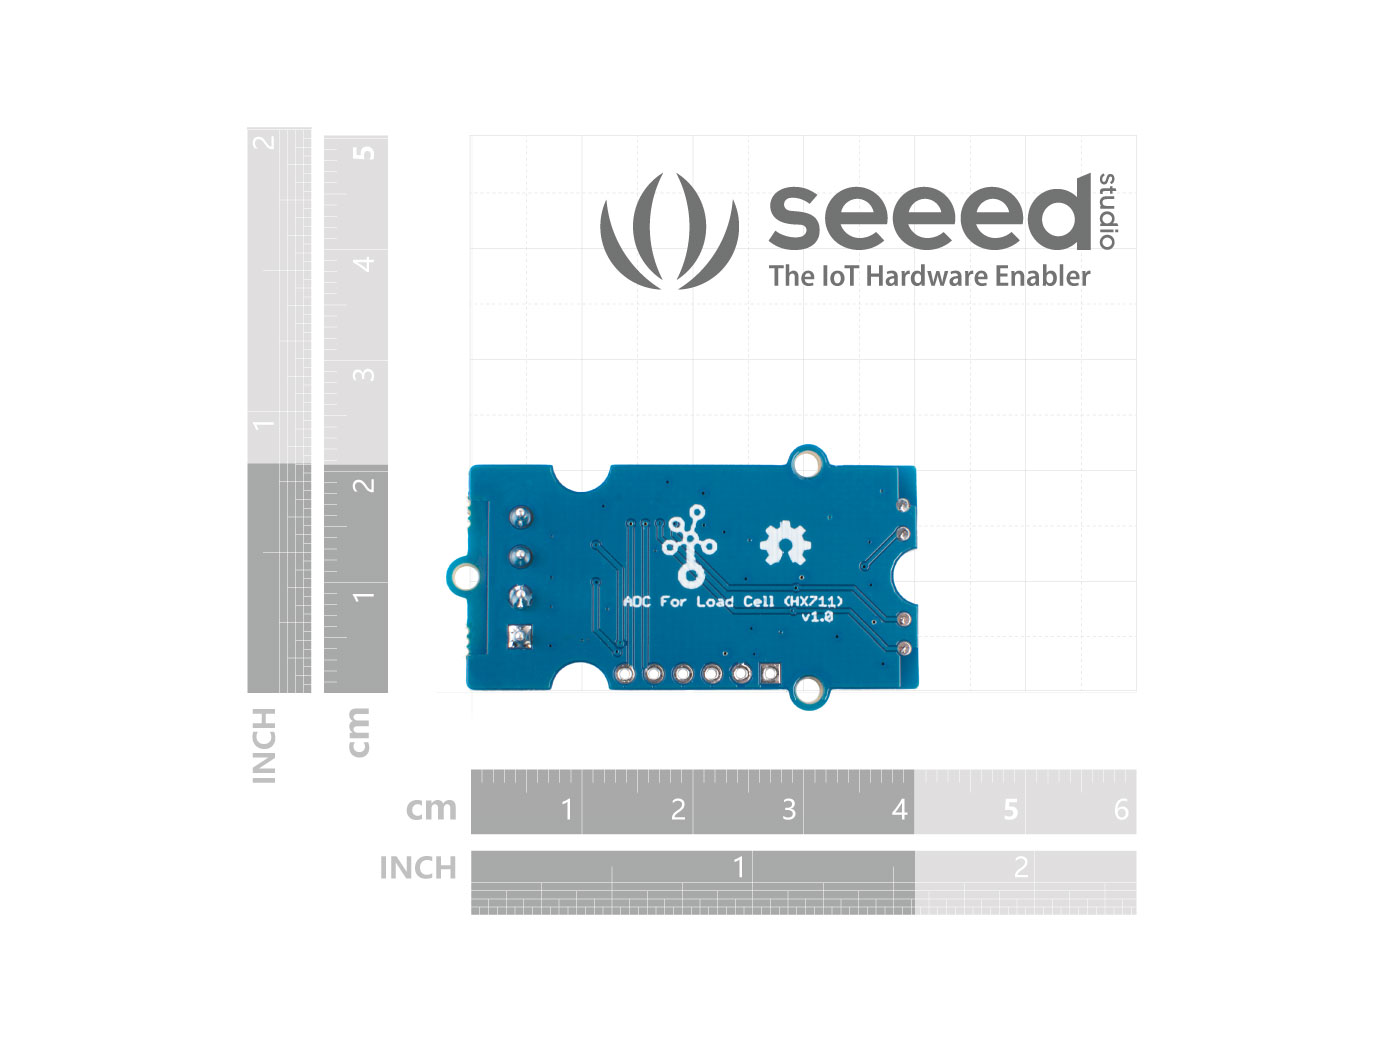 seeed
studio
The IoT Hardware Enabler
2
1
INCH
5
4
3
2
1
cm
ADC For Load Cell (HX711)
v1.0
cm
1
2
3
4
5
6
INCH
1
2